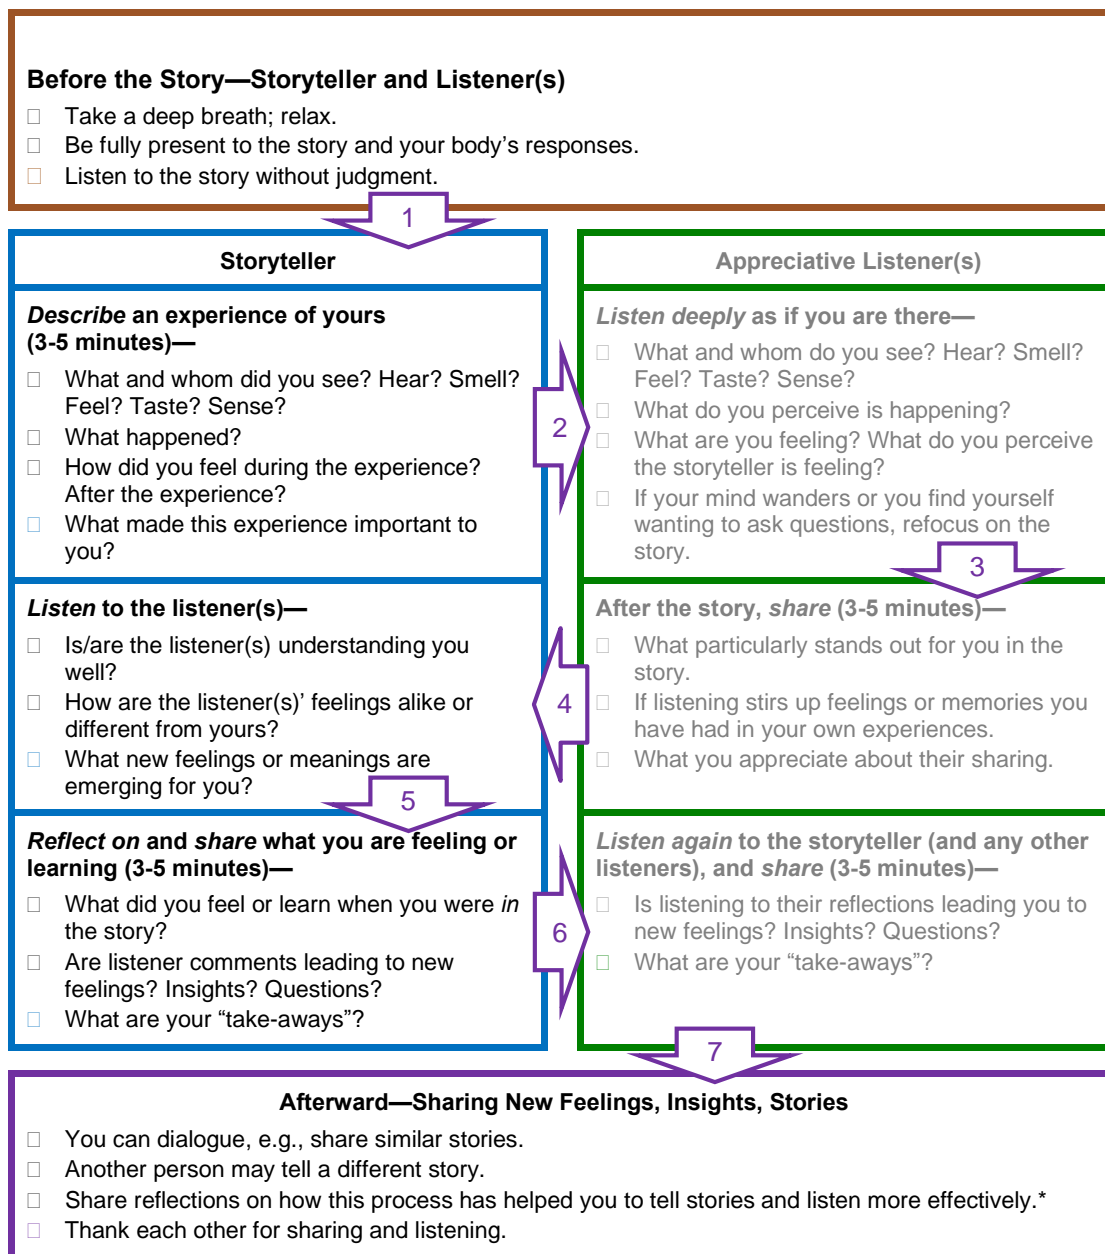 Before the Story—Storyteller and Listener(s)
Take a deep breath; relax.
Be fully present to the story and your body’s responses.
Listen to the story without judgment.
1
Storyteller
Describe an experience of yours
(3-5 minutes)—
What and whom did you see? Hear? Smell?
Feel? Taste? Sense?
What happened?
How did you feel during the experience?
After the experience?
What made this experience important to
you?
2
Appreciative Listener(s)
Listen deeply as if you are there—
What and whom do you see? Hear? Smell?
Feel? Taste? Sense?
What do you perceive is happening?
What are you feeling? What do you perceive
the storyteller is feeling?
If your mind wanders or you find yourself
wanting to ask questions, refocus on the
story.
3
After the story, share (3-5 minutes)—
What particularly stands out for you in the
story.
If listening stirs up feelings or memories you
have had in your own experiences.
What you appreciate about their sharing.
4
Listen to the listener(s)—
Is/are the listener(s) understanding you
well?
How are the listener(s)’ feelings alike or
different from yours?
What new feelings or meanings are
emerging for you?
5
Reflect on and share what you are feeling or
learning (3-5 minutes)—
What did you feel or learn when you were in
the story?
Are listener comments leading to new
feelings? Insights? Questions?
What are your “take-aways”?
6
Listen again to the storyteller (and any other
listeners), and share (3-5 minutes)—
Is listening to their reflections leading you to
new feelings? Insights? Questions?
What are your “take-aways”?
7
Afterward—Sharing New Feelings, Insights, Stories
You can dialogue, e.g., share similar stories.
Another person may tell a different story.
Share reflections on how this process has helped you to tell stories and listen more effectively.*
Thank each other for sharing and listening.